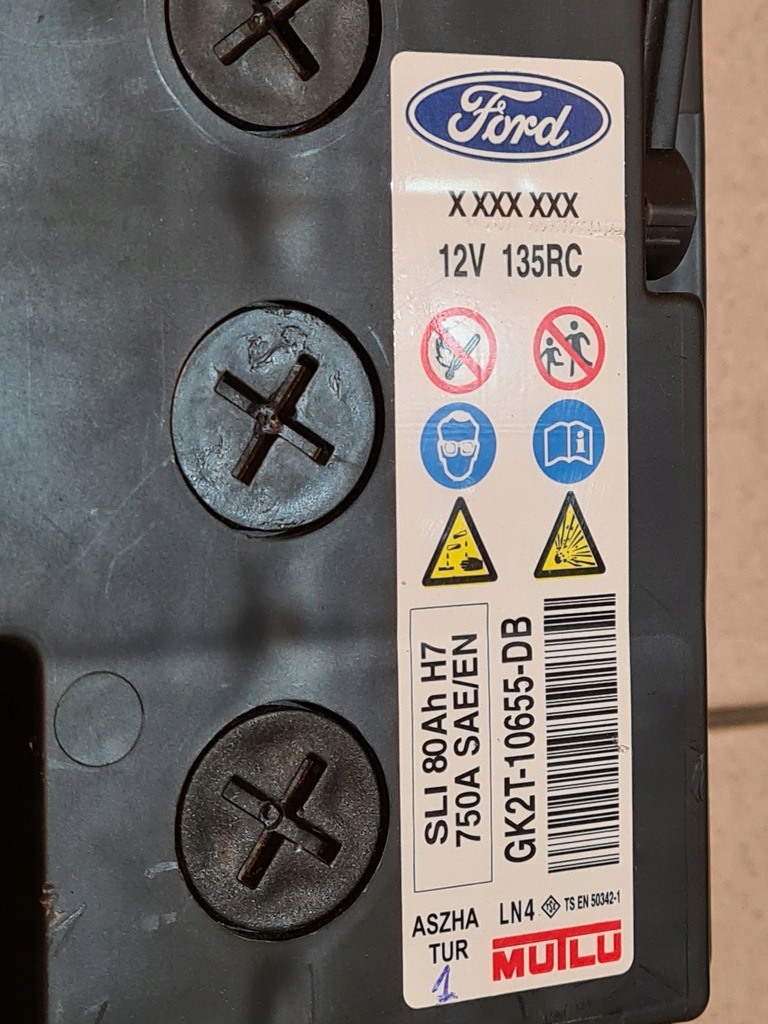 Ford
X XXX XXX
12V 135RC
SLI 80Ah H7
750A SAE/EN
GK2T-10655-DB
ASZHA
TUR
1
LN4 TSE TS EN 50342-1
MUTLU